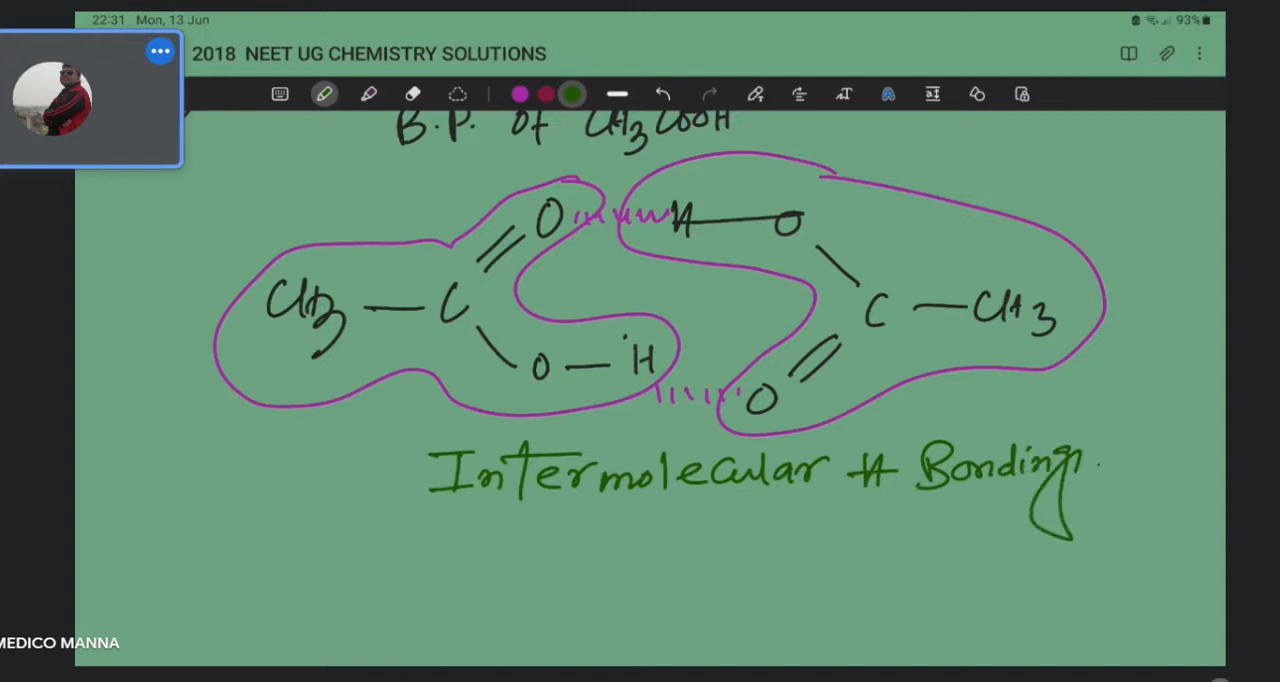 22:31 Mon, 13 Jun
93%
2018 NEET UG CHEMISTRY SOLUTIONS
B.P. of CH3COOH
O H — O
CH3 — C
C — CH3
O — H
O
Intermolecular H Bonding.
MEDICO MANNA